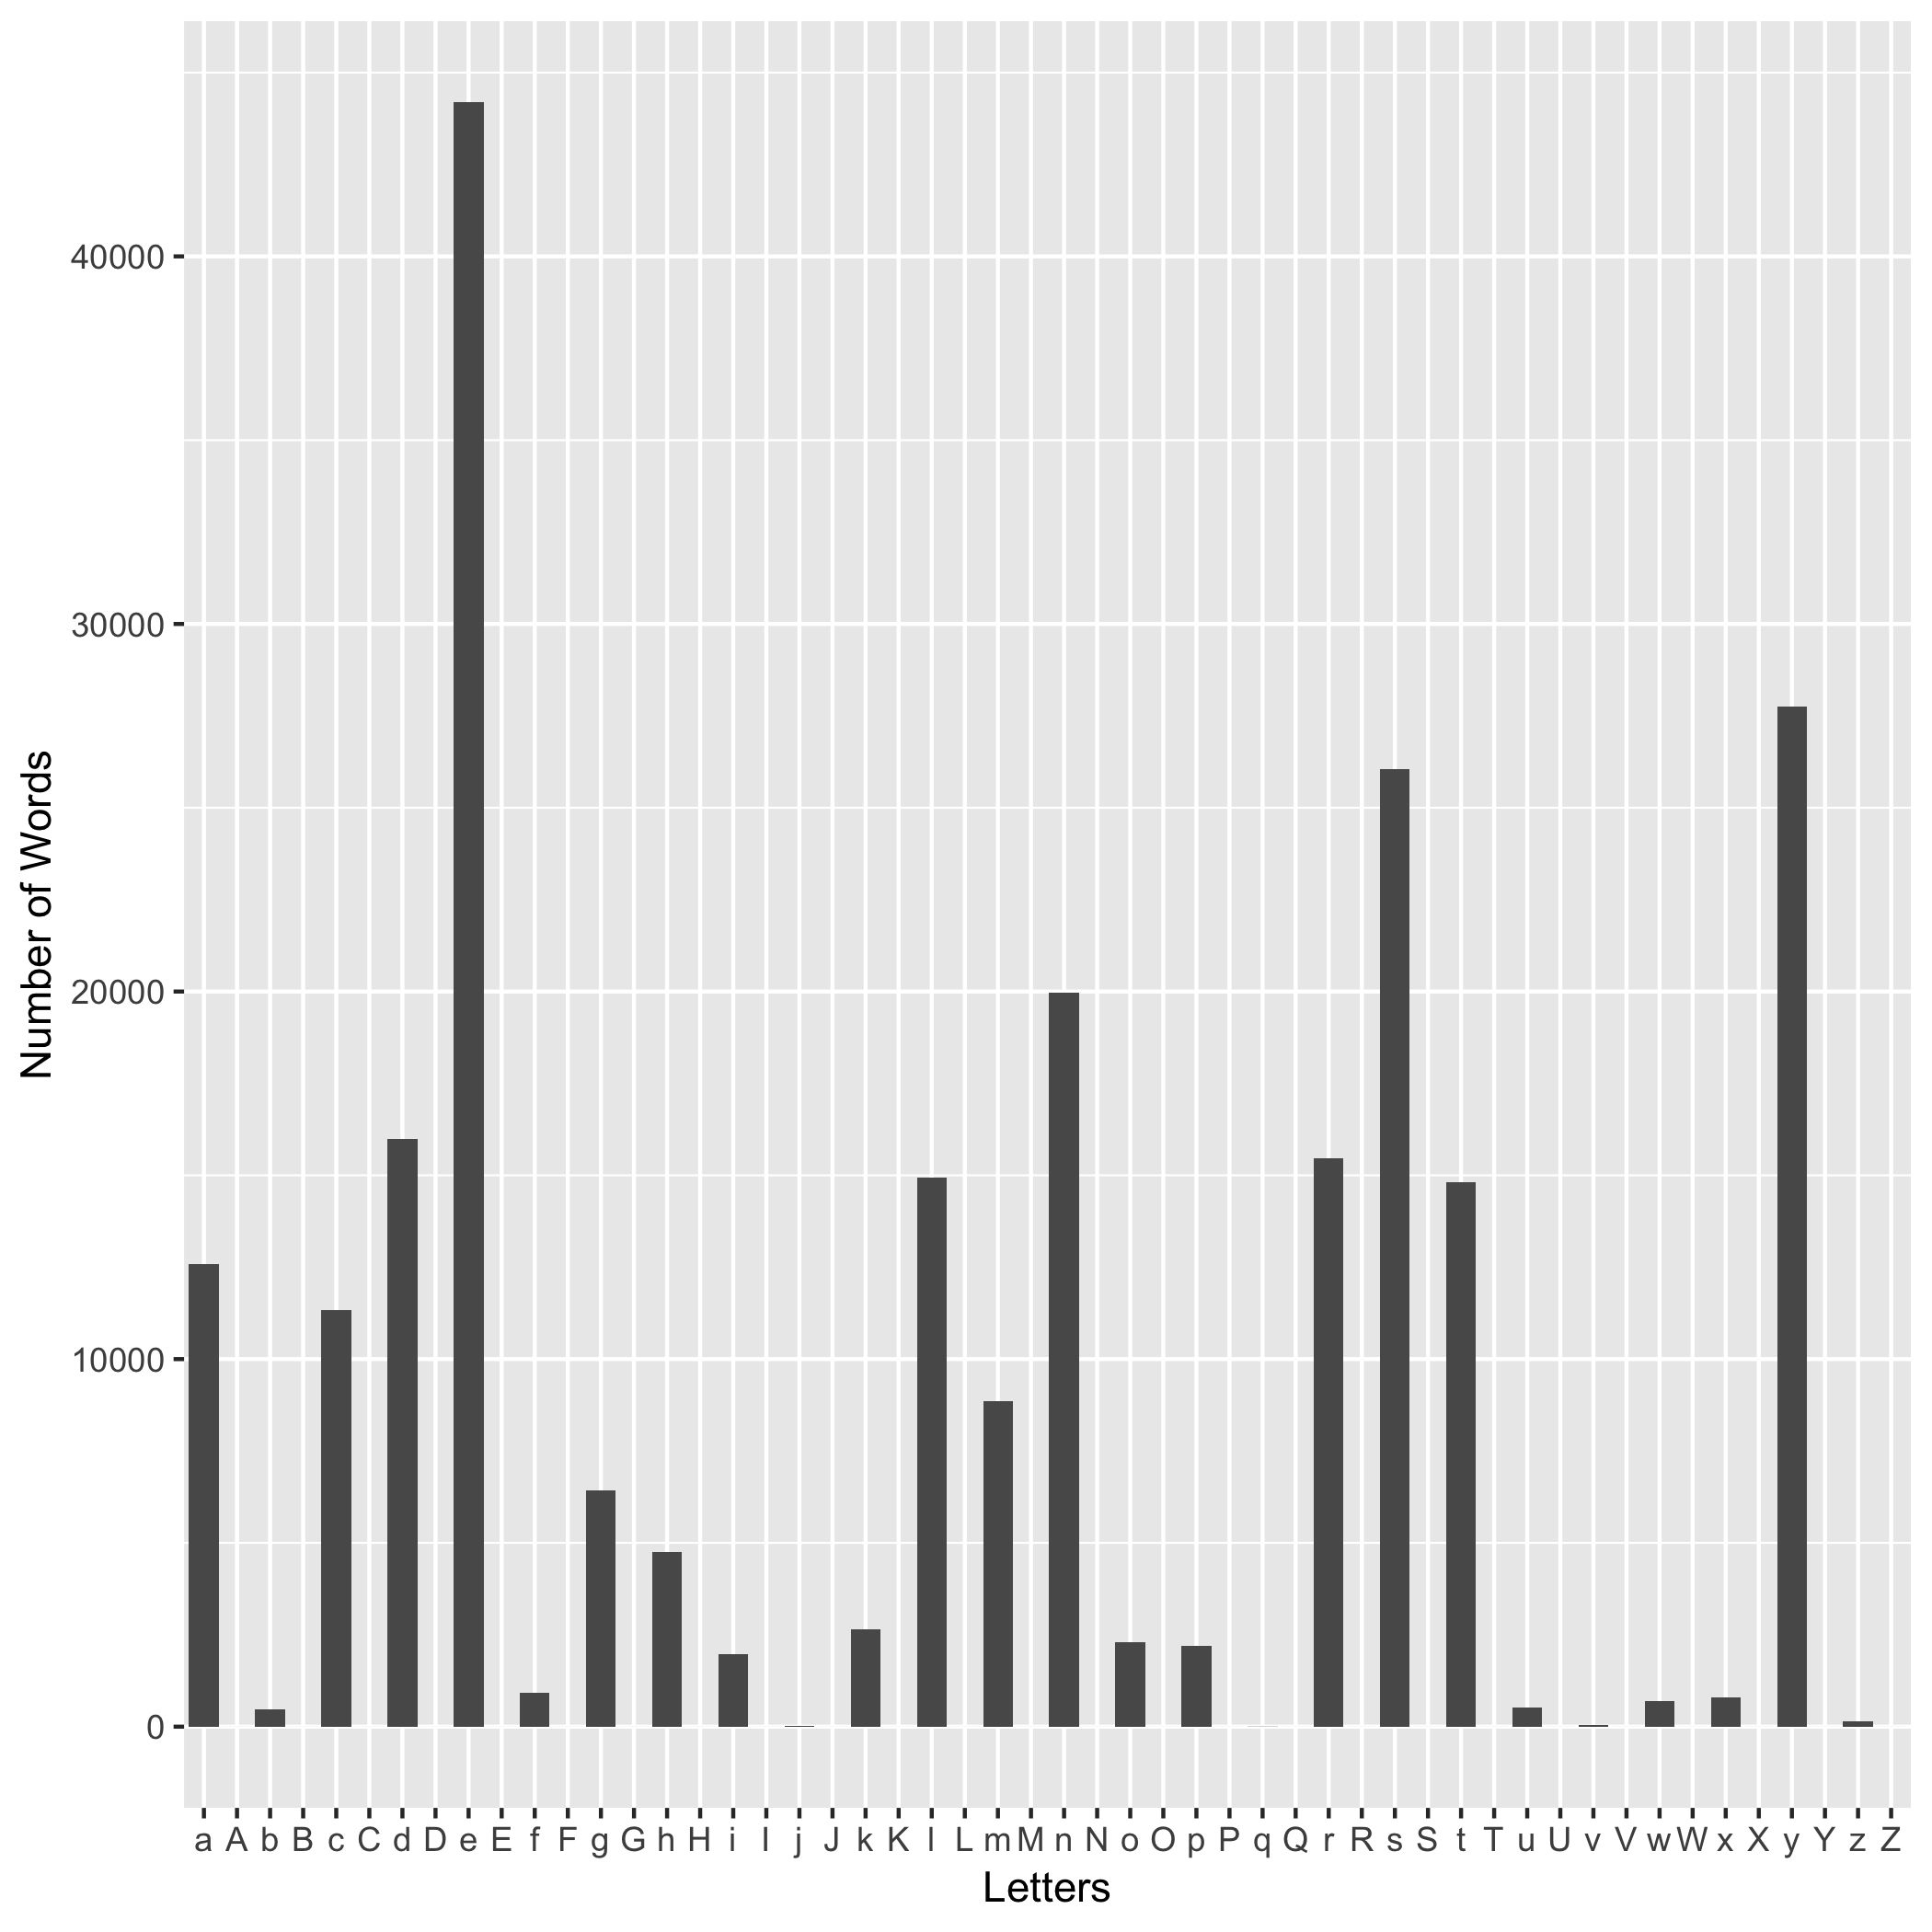 Number of Words
40000
30000
20000
10000
0
a A b B c C d D e E f F g G h H i I j J k K l L m M n N o O p P q Q r R s S t T u U v V w W x X y Y z Z
Letters